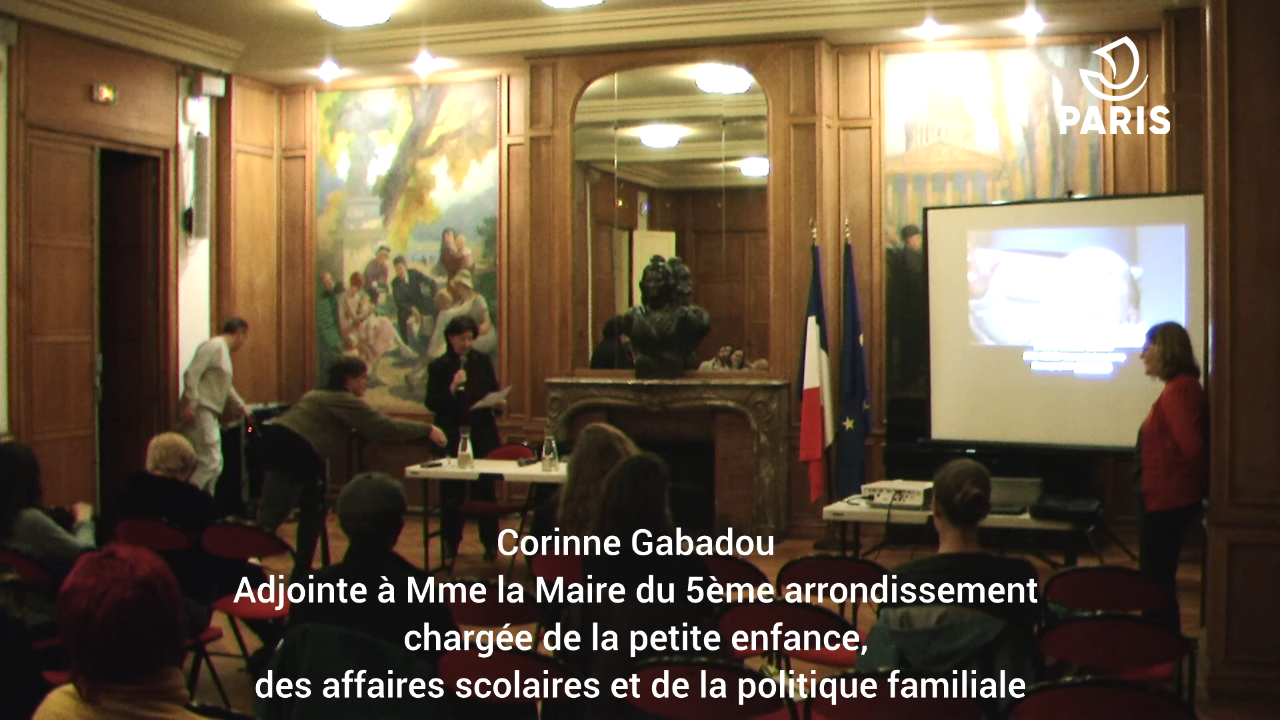 PARIS
Corinne Gabadou
Adjointe à Mme la Maire du 5ème arrondissement
chargée de la petite enfance,
des affaires scolaires et de la politique familiale